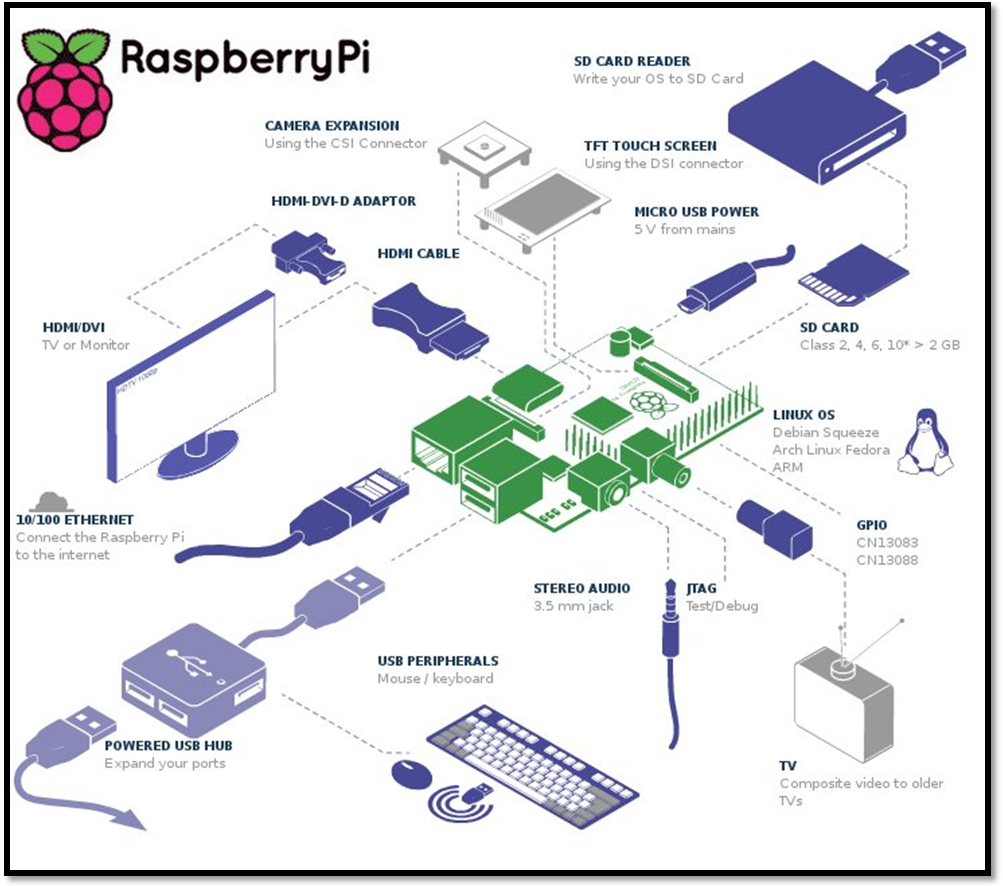 RaspberryPi
SD CARD READER
Write your OS to SD Card
CAMERA EXPANSION
Using the CSI Connector
TFT TOUCH SCREEN
Using the DSI connector
HDMI-DVI-D ADAPTOR
MICRO USB POWER
5 V from mains
HDMI CABLE
HDMI/DVI
TV or Monitor
SD CARD
Class 2, 4, 6, 10* > 2 GB
HDTV 1080p
LINUX OS
Debian Squeeze
Arch Linux Fedora
ARM
10/100 ETHERNET
Connect the Raspberry Pi
to the internet
GPIO
CN13083
CN13088
STEREO AUDIO
3.5 mm jack
JTAG
Test/Debug
USB PERIPHERALS
Mouse / keyboard
POWERED USB HUB
Expand your ports
TV
Composite video to older
TVs